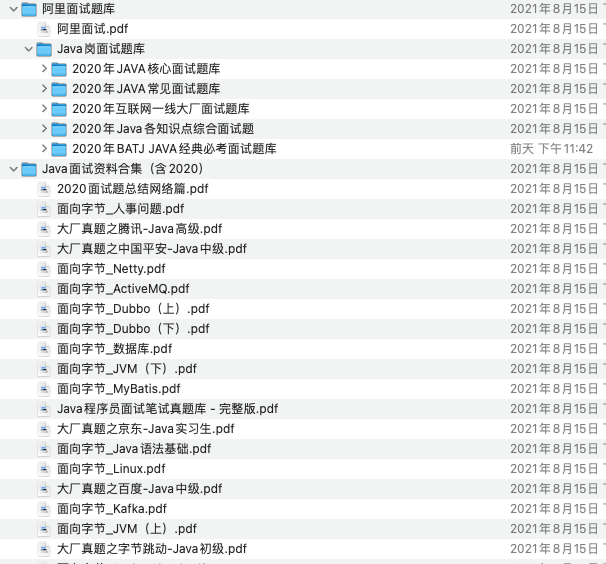 阿里面试题库 2021年8月15日
阿里面试.pdf 2021年8月15日
Java岗面试题库 2021年8月15日
2020年JAVA核心面试题库 2021年8月15日
2020年JAVA常见面试题库 2021年8月15日
2020年互联网一线大厂面试题库 2021年8月15日
2020年Java各知识点综合面试题 2021年8月15日
2020年BATJ JAVA经典必考面试题库 前天 下午11:42
Java面试资料合集（含2020） 2021年8月15日
2020面试题总结网络篇.pdf 2021年8月15日
面向字节_人事问题.pdf 2021年8月15日
大厂真题之腾讯-Java高级.pdf 2021年8月15日
大厂真题之中国平安-Java中级.pdf 2021年8月15日
面向字节_Netty.pdf 2021年8月15日
面向字节_ActiveMQ.pdf 2021年8月15日
面向字节_Dubbo（上）.pdf 2021年8月15日
面向字节_Dubbo（下）.pdf 2021年8月15日
面向字节_数据库.pdf 2021年8月15日
面向字节_JVM（下）.pdf 2021年8月15日
面向字节_MyBatis.pdf 2021年8月15日
Java程序员面试笔试真题库 - 完整版.pdf 2021年8月15日
大厂真题之京东-Java实习生.pdf 2021年8月15日
面向字节_Java语法基础.pdf 2021年8月15日
面向字节_Linux.pdf 2021年8月15日
大厂真题之百度-Java中级.pdf 2021年8月15日
面向字节_Kafka.pdf 2021年8月15日
面向字节_JVM（上）.pdf 2021年8月15日
大厂真题之字节跳动-Java初级.pdf 2021年8月15日